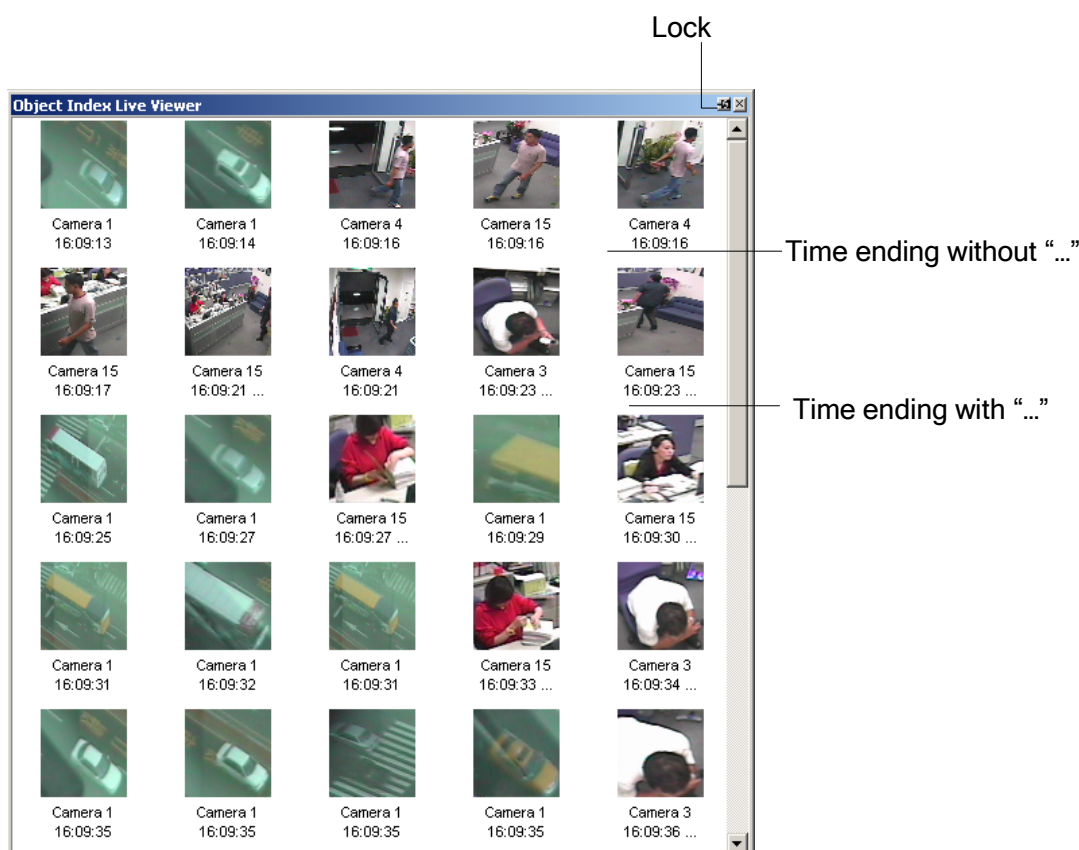 Lock
Object Index Live Viewer
Camera 1 Camera 1 Camera 4 Camera 15 Camera 4
16:09:13 16:09:14 16:09:16 16:09:16 16:09:16
Time ending without “...”
Camera 15 Camera 15 Camera 4 Camera 3 Camera 15
16:09:17 16:09:21 ... 16:09:21 16:09:23 ... 16:09:23 ...
Time ending with “...”
Camera 1 Camera 1 Camera 15 Camera 1 Camera 15
16:09:25 16:09:27 16:09:27 ... 16:09:29 16:09:30 ...
Camera 1 Camera 1 Camera 1 Camera 15 Camera 3
16:09:31 16:09:32 16:09:31 16:09:33 ... 16:09:34 ...
Camera 1 Camera 1 Camera 1 Camera 1 Camera 3
16:09:35 16:09:35 16:09:35 16:09:35 16:09:36 ...